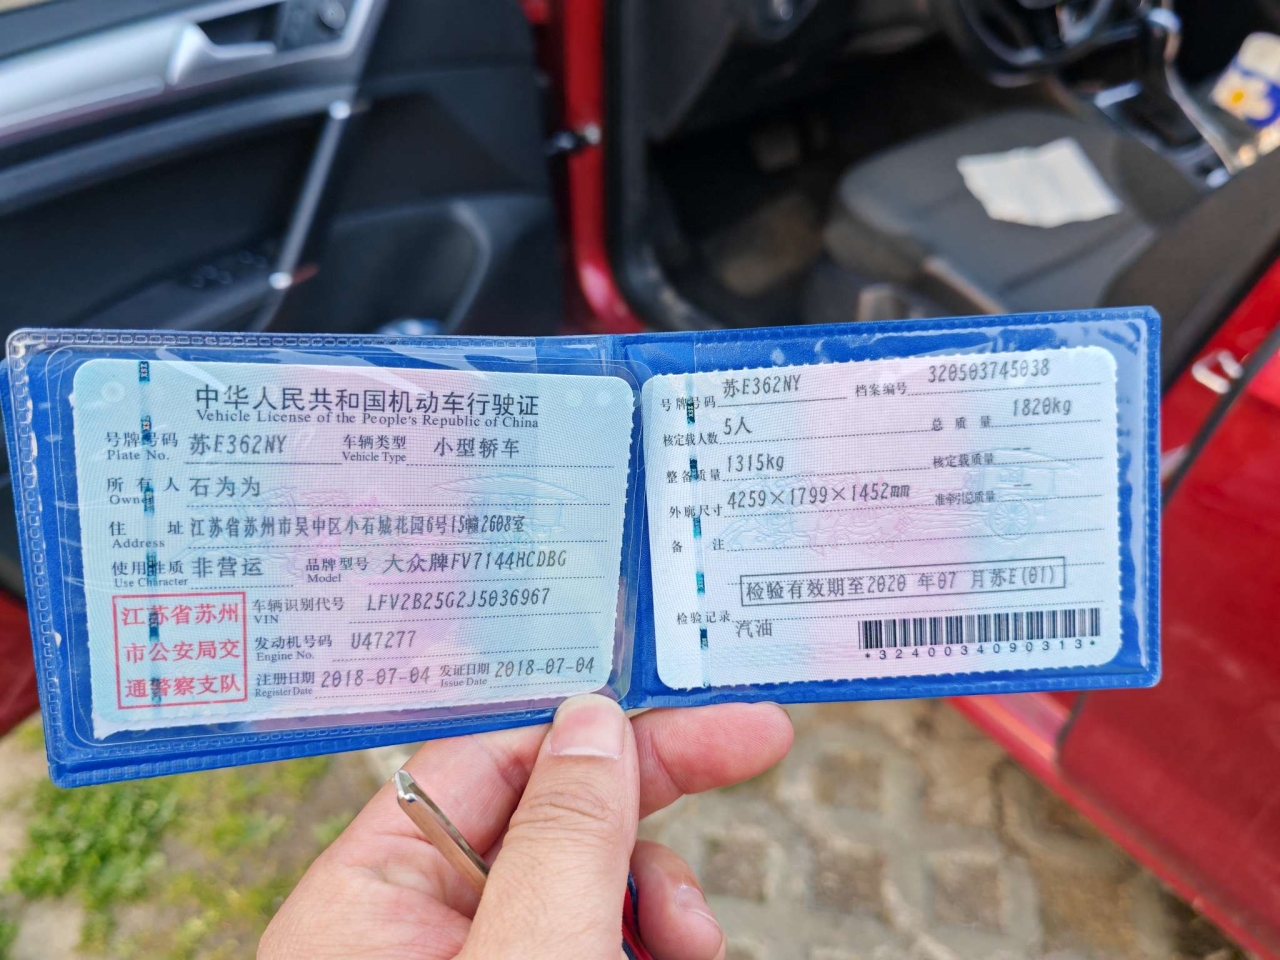 中华人民共和国机动车行驶证
Vehicle License of the People's Republic of China
号牌号码 苏E362NY 车辆类型 小型轿车
Plate No. Vehicle Type
所有人 石为为
Owner
住址 江苏省苏州市吴中区小石城花园6号15幢2608室
Address
使用性质 非营运 品牌型号 大众牌FV7144HCDBG
Use Character Model
江苏省苏州
市公安局交
通警察支队
车辆识别代号 LFV2B25G2J5036967
VIN
发动机号码 U47277
Engine No.
注册日期 2018-07-04 发证日期 2018-07-04
Register Date Issue Date
号牌号码 苏E362NY 档案编号 320503745038
核定载人数 5人 总质量 1820kg
整备质量 1315kg 核定载质量 --
外廓尺寸 4259×1799×1452mm 准牵引总质量 --
备注
检验有效期至2020 年07 月苏E(01)
检验记录
汽油
*3240034090313*